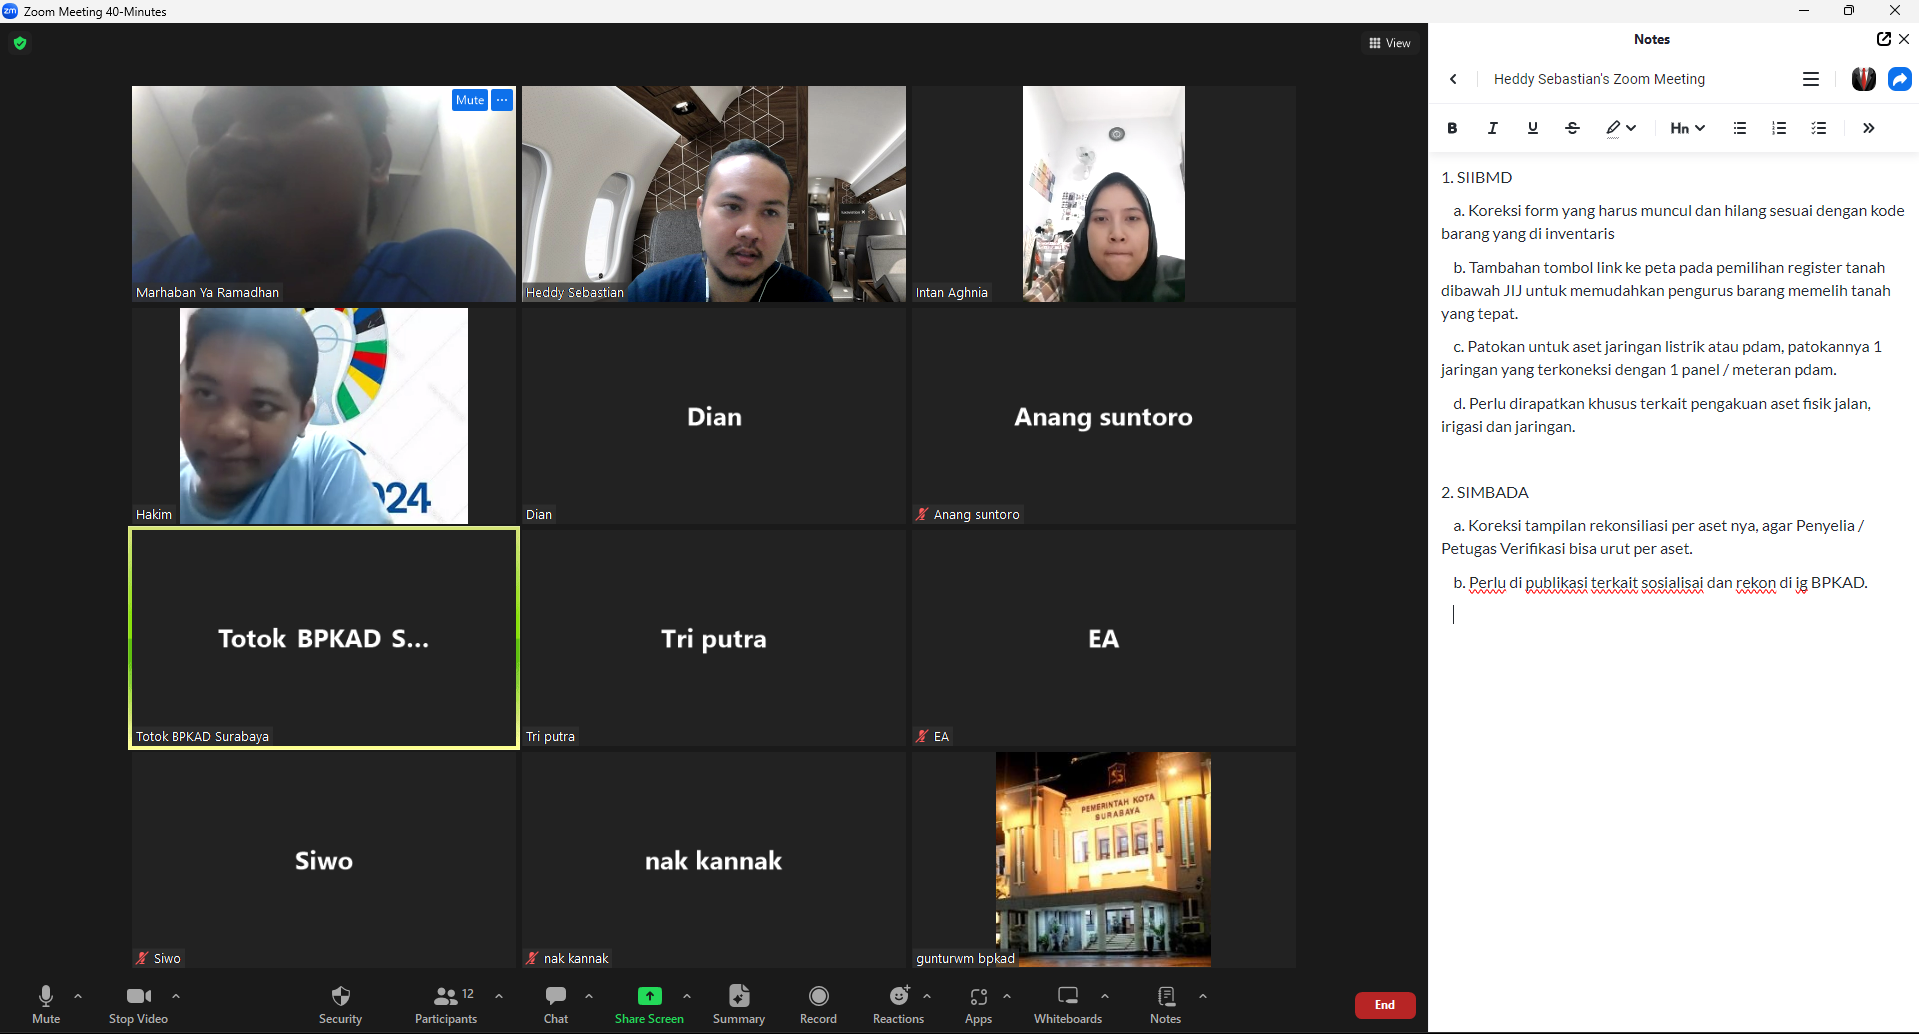 zm Zoom Meeting 40-Minutes
View
Mute
Marhaban Ya Ramadhan
Heddy Sebastian
Intan Aghnia
Hakim
024
Dian
Dian
Anang suntoro
Anang suntoro
Totok BPKAD S...
Totok BPKAD Surabaya
Tri putra
Tri putra
EA
EA
Siwo
Siwo
nak kannak
nak kannak
PEMERINTAH KOTA
SURABAYA
gunturwm bpkad
Mute
Stop Video
Security
Participants
12
Chat
Share Screen
Summary
Record
Reactions
Apps
Whiteboards
Notes
End
Notes
Heddy Sebastian's Zoom Meeting
B I U S Hn
1. SIIBMD
a. Koreksi form yang harus muncul dan hilang sesuai dengan kode
barang yang di inventaris
b. Tambahan tombol link ke peta pada pemilihan register tanah
dibawah JIJ untuk memudahkan pengurus barang memelih tanah
yang tepat.
c. Patokan untuk aset jaringan listrik atau pdam, patokannya 1
jaringan yang terkoneksi dengan 1 panel / meteran pdam.
d. Perlu dirapatkan khusus terkait pengakuan aset fisik jalan,
irigasi dan jaringan.
2. SIMBADA
a. Koreksi tampilan rekonsiliasi per aset nya, agar Penyelia /
Petugas Verifikasi bisa urut per aset.
b. Perlu di publikasi terkait sosialisai dan rekon di ig BPKAD.